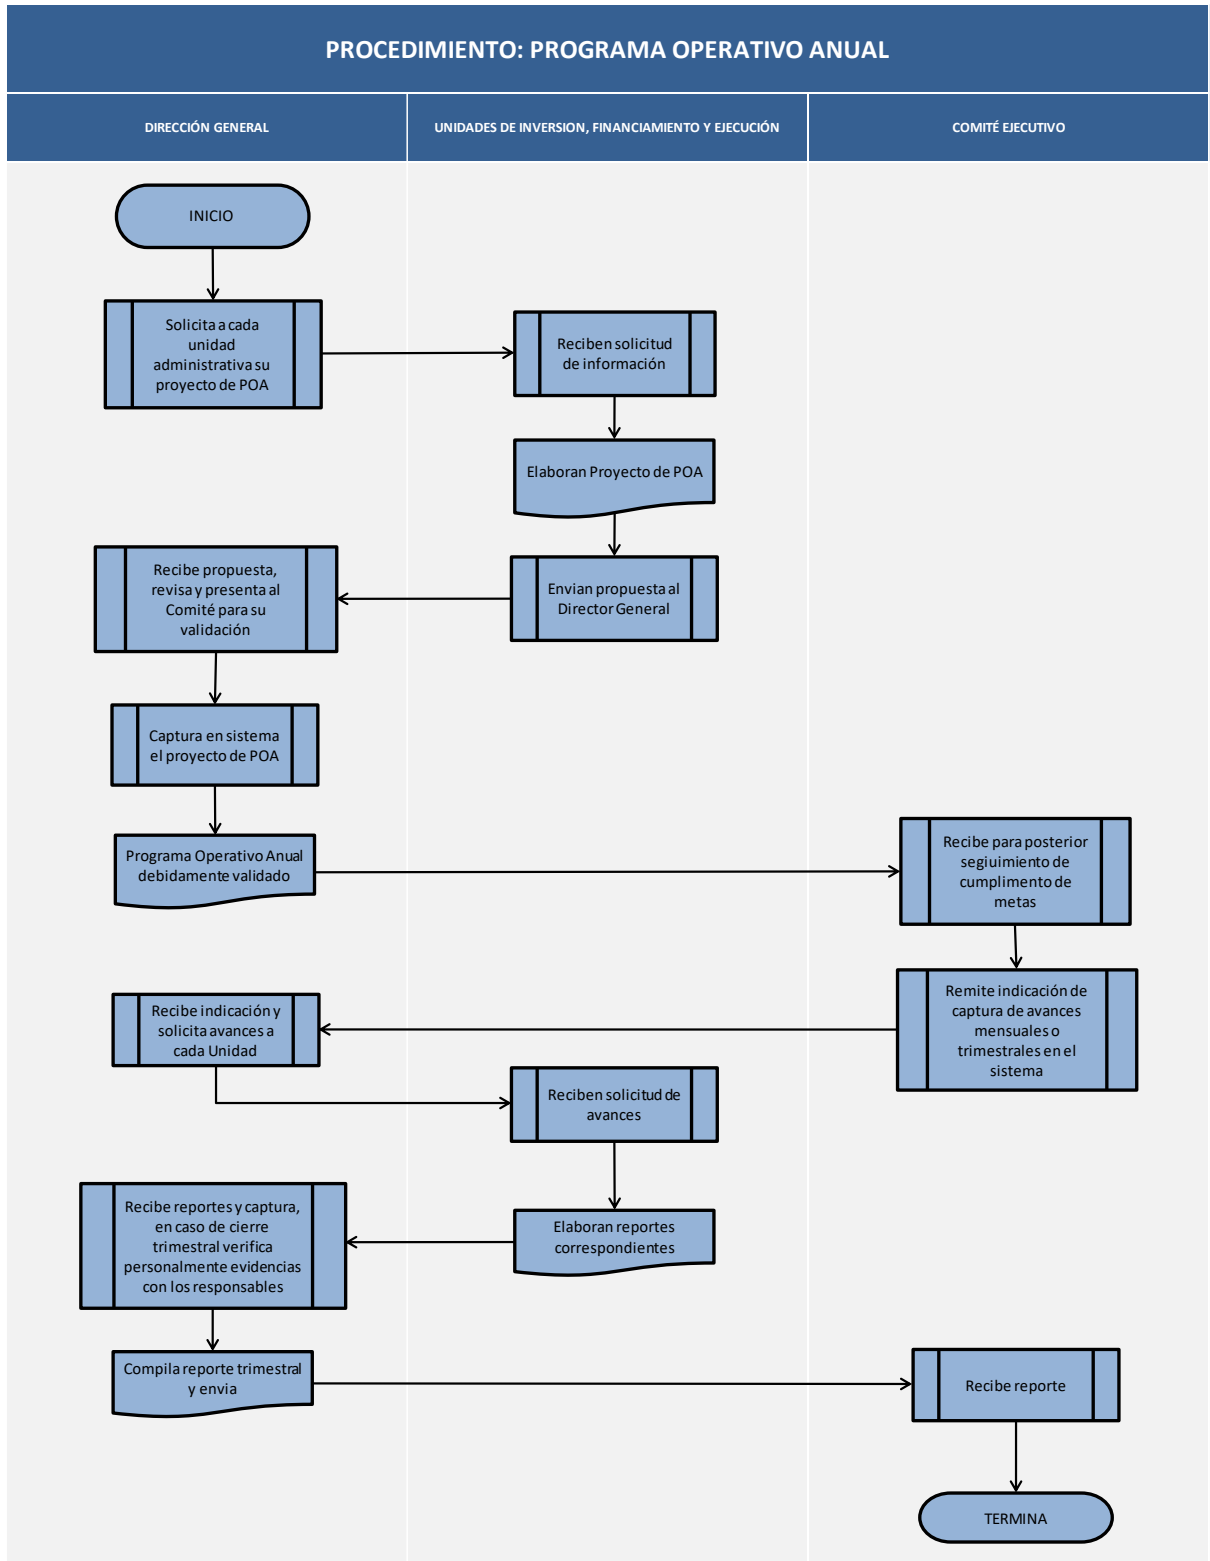 PROCEDIMIENTO: PROGRAMA OPERATIVO ANUAL
DIRECCIÓN GENERAL
UNIDADES DE INVERSION, FINANCIAMIENTO Y EJECUCIÓN
COMITÉ EJECUTIVO
INICIO
Solicita a cada
unidad
administrativa su
proyecto de POA
Reciben solicitud
de información
Elaboran Proyecto de POA
Envian propuesta al
Director General
Recibe propuesta,
revisa y presenta al
Comité para su
validación
Captura en sistema
el proyecto de POA
Programa Operativo Anual
debidamente validado
Recibe para posterior
segiuimiento de
cumplimento de
metas
Remite indicación de
captura de avances
mensuales o
trimestrales en el
sistema
Recibe indicación y
solicita avances a
cada Unidad
Reciben solicitud de
avances
Elaboran reportes
correspondientes
Recibe reportes y captura,
en caso de cierre
trimestral verifica
personalmente evidencias
con los responsables
Compila reporte trimestral
y envia
Recibe reporte
TERMINA